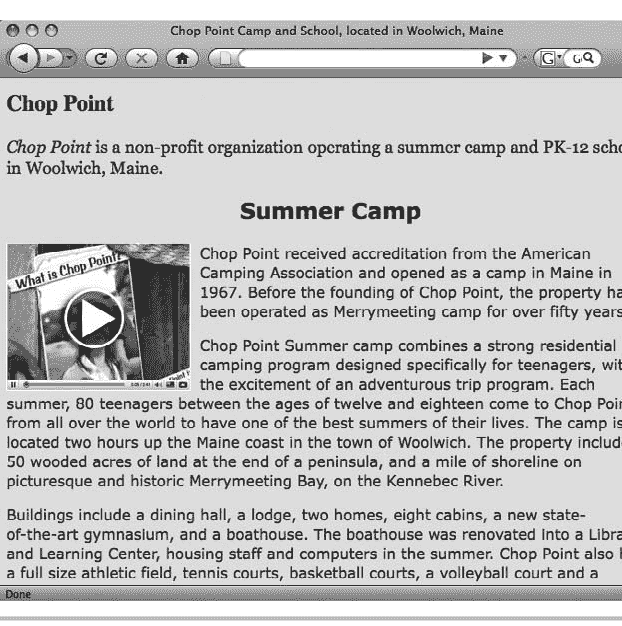 Chop Point Camp and School, located in Woolwich, Maine
Chop Point
Chop Point is a non-profit organization operating a summer camp and PK-12 scho
in Woolwich, Maine.
Summer Camp
What is Chop Point?
Chop Point received accreditation from the American
Camping Association and opened as a camp in Maine in
1967. Before the founding of Chop Point, the property ha
been operated as Merrymeeting camp for over fifty years
Chop Point Summer camp combines a strong residential
camping program designed specifically for teenagers, wit
the excitement of an adventurous trip program. Each
summer, 80 teenagers between the ages of twelve and eighteen come to Chop Poin
from all over the world to have one of the best summers of their lives. The camp is
located two hours up the Maine coast in the town of Woolwich. The property includ
50 wooded acres of land at the end of a peninsula, and a mile of shoreline on
picturesque and historic Merrymeeting Bay, on the Kennebec River.
Buildings include a dining hall, a lodge, two homes, eight cabins, a new state-
of-the-art gymnasium, and a boathouse. The boathouse was renovated into a Libra
and Learning Center, housing staff and computers in the summer. Chop Point also h
a full size athletic field, tennis courts, basketball courts, a volleyball court and a
Done